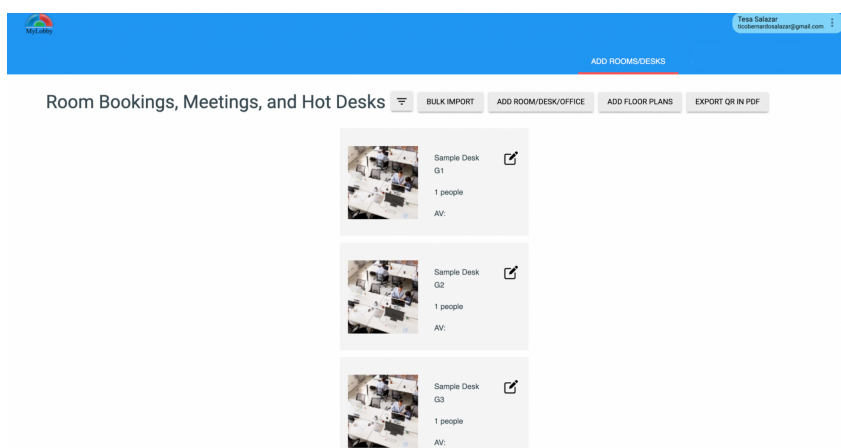 MyLobby
Tesa Salazar
ticobernardosalazar@gmail.com
ADD ROOMS/DESKS
Room Bookings, Meetings, and Hot Desks
BULK IMPORT
ADD ROOM/DESK/OFFICE
ADD FLOOR PLANS
EXPORT QR IN PDF
Sample Desk
G1
1 people
AV:
Sample Desk
G2
1 people
AV:
Sample Desk
G3
1 people
AV: